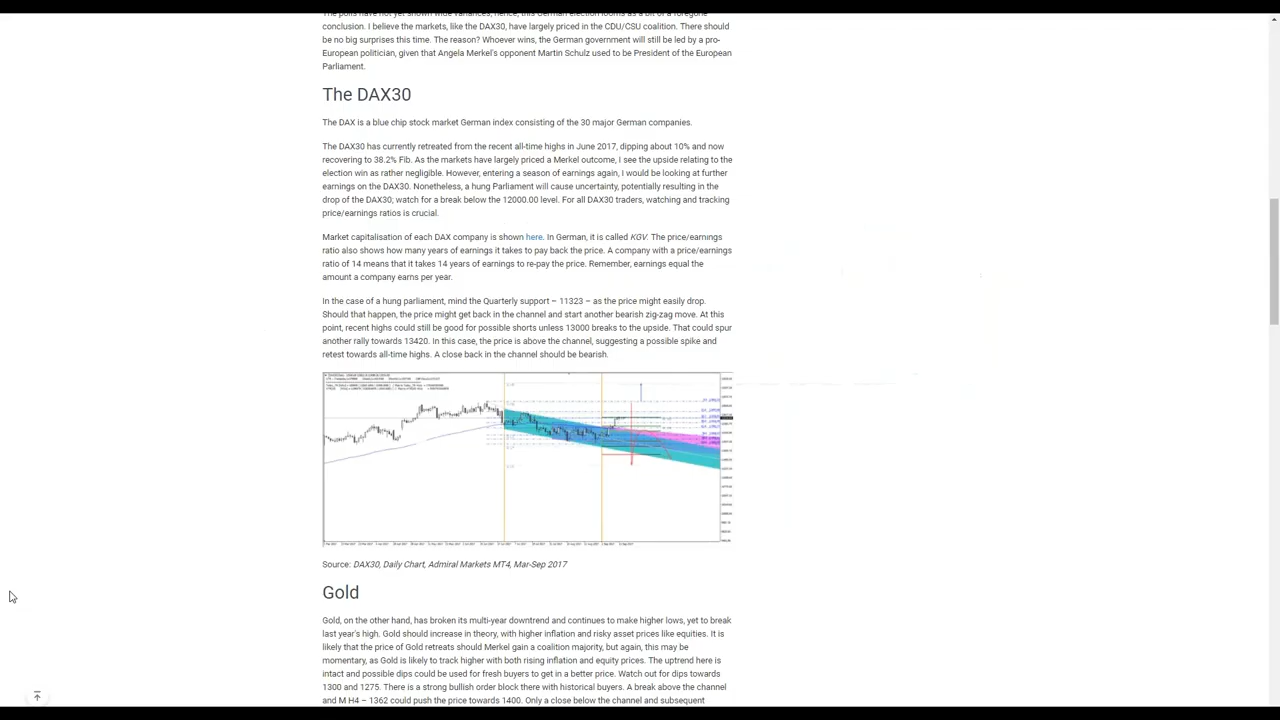 The polls have not yet shown wide variances, hence, this German election looms as a bit of a foregone
conclusion. I believe the markets, like the DAX30, have largely priced in the CDU/CSU coalition. There should
be no big surprises this time. The reason? Whoever wins, the German government will still be led by a pro-
European politician, given that Angela Merkel's opponent Martin Schulz used to be President of the European
Parliament.
The DAX30
The DAX is a blue chip stock market German index consisting of the 30 major German companies.
The DAX30 has currently retreated from the recent all-time highs in June 2017, dipping about 10% and now
recovering to 38.2% Fib. As the markets have largely priced a Merkel outcome, I see the upside relating to the
election win as rather negligible. However, entering a season of earnings again, I would be looking at further
earnings on the DAX30. Nonetheless, a hung Parliament will cause uncertainty, potentially resulting in the
drop of the DAX30; watch for a break below the 12000.00 level. For all DAX30 traders, watching and tracking
price/earnings ratios is crucial.
Market capitalisation of each DAX company is shown here. In German, it is called KGV. The price/earnings
ratio also shows how many years of earnings it takes to pay back the price. A company with a price/earnings
ratio of 14 means that it takes 14 years of earnings to re-pay the price. Remember, earnings equal the
amount a company earns per year.
In the case of a hung parliament, mind the Quarterly support – 11323 – as the price might easily drop.
Should that happen, the price might get back in the channel and start another bearish zig-zag move. At this
point, recent highs could still be good for possible shorts unless 13000 breaks to the upside. That could spur
another rally towards 13420. In this case, the price is above the channel, suggesting a possible spike and
retest towards all-time highs. A close back in the channel should be bearish.
Source: DAX30, Daily Chart, Admiral Markets MT4, Mar-Sep 2017
Gold
Gold, on the other hand, has broken its multi-year downtrend and continues to make higher lows, yet to break
last year's high. Gold should increase in theory, with higher inflation and risky asset prices like equities. It is
likely that the price of Gold retreats should Merkel gain a coalition majority, but again, this may be
momentary, as Gold is likely to track higher with both rising inflation and equity prices. The uptrend here is
intact and possible dips could be used for fresh buyers to get in a better price. Watch out for dips towards
1300 and 1275. There is a strong bullish order block there with historical buyers. A break above the channel
and M H4 – 1362 could push the price towards 1400. Only a close below the channel and subsequent